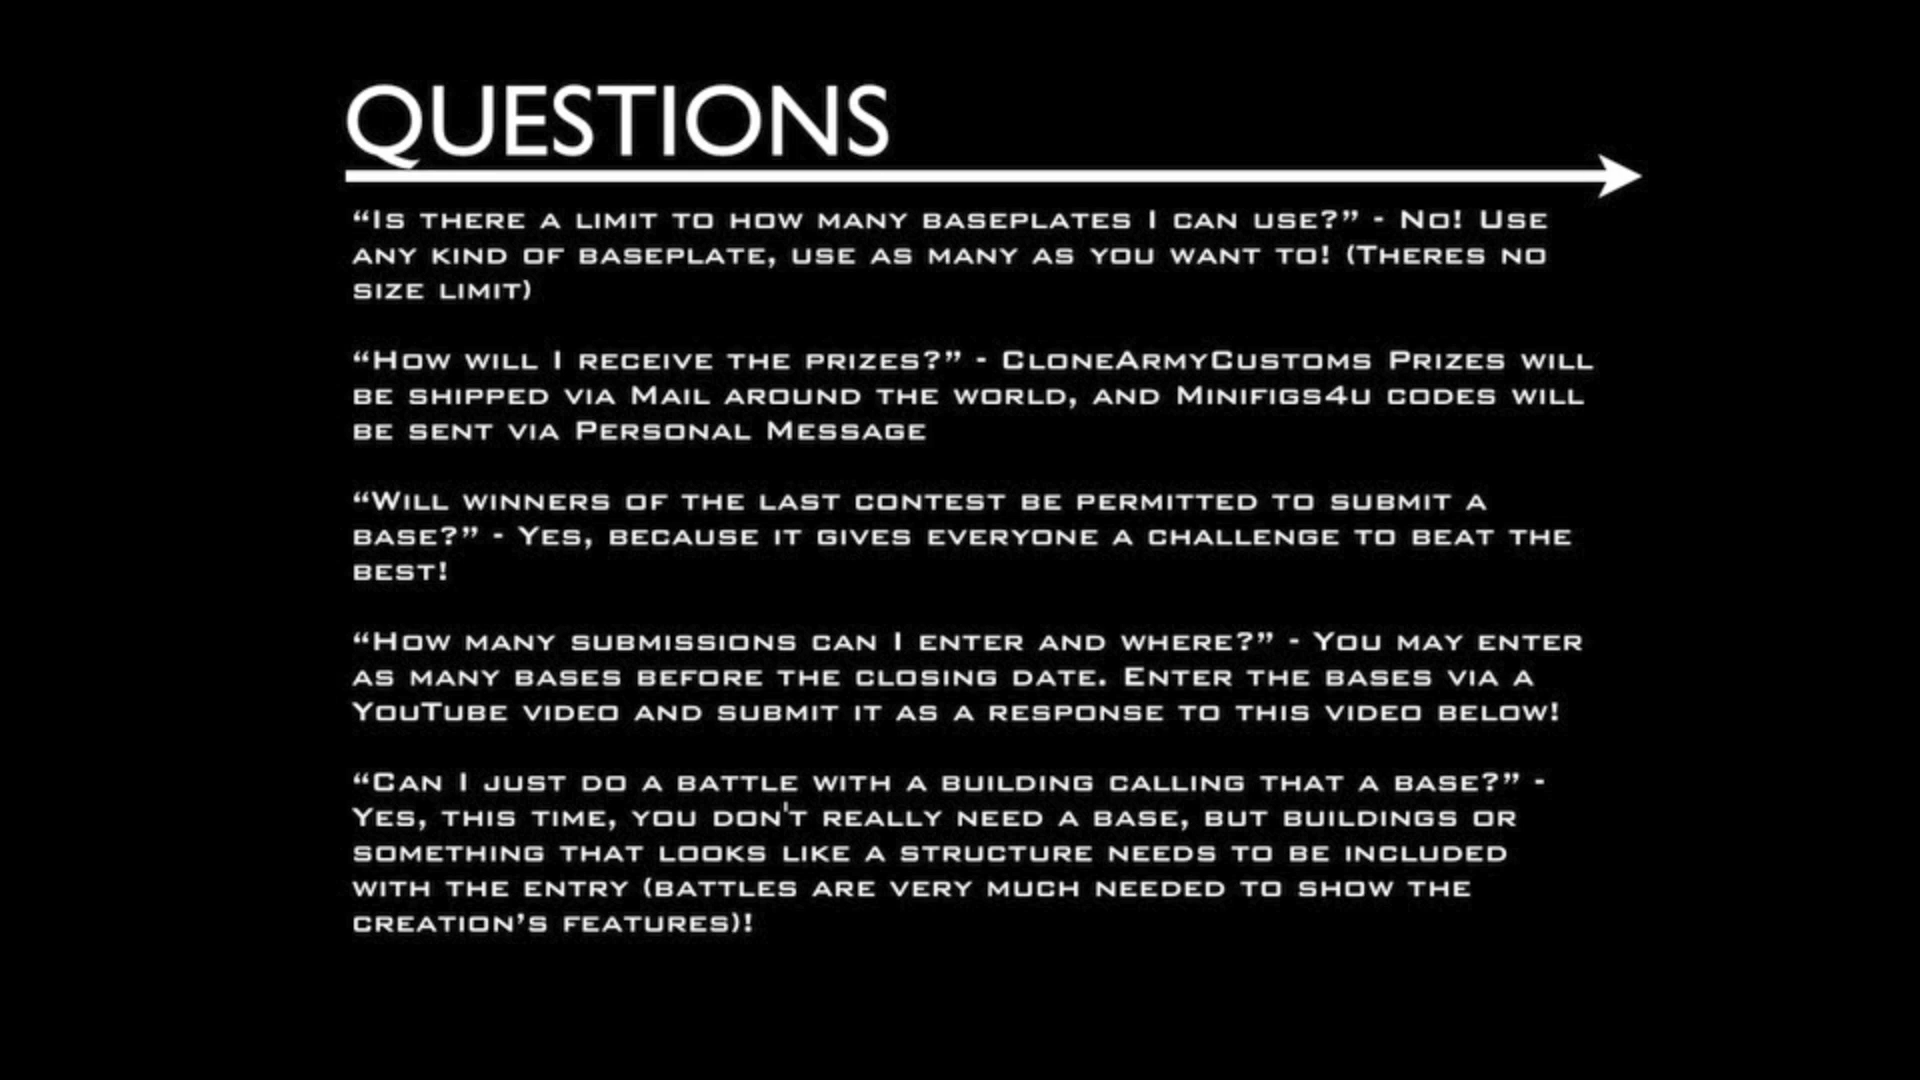 QUESTIONS
“Is there a limit to how many baseplates I can use?” - No! Use
any kind of baseplate, use as many as you want to! (Theres no
size limit)
“How will I receive the prizes?” - CloneArmyCustoms Prizes will
be shipped via Mail around the world, and Minifigs4u codes will
be sent via Personal Message
“Will winners of the last contest be permitted to submit a
base?” - Yes, because it gives everyone a challenge to beat the
best!
“How many submissions can I enter and where?” - You may enter
as many bases before the closing date. Enter the bases via a
YouTube video and submit it as a response to this video below!
“Can I just do a battle with a building calling that a base?” -
Yes, this time, you don't really need a base, but buildings or
something that looks like a structure needs to be included
with the entry (battles are very much needed to show the
creation’s features)!